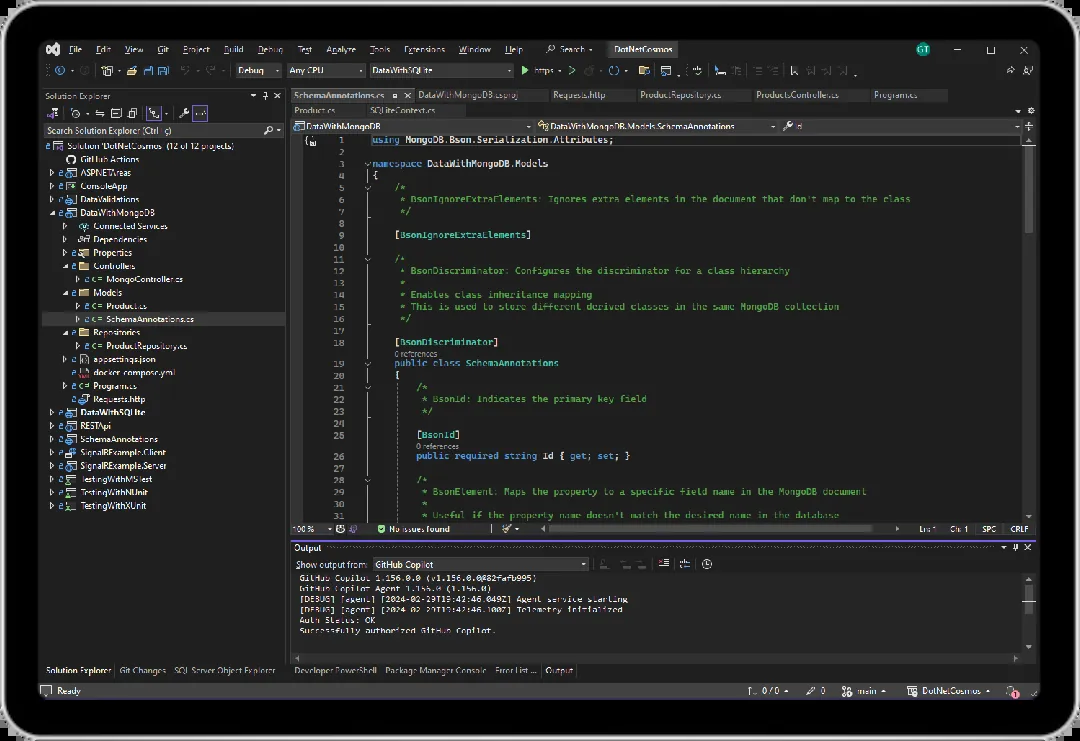 File Edit View Git Project Build Debug Test Analyze Tools Extensions Window Help Search DotNetCosmos GT
Debug Any CPU DataWithSQLite https
Solution Explorer
Search Solution Explorer (Ctrl+ç)
Solution 'DotNetCosmos' (12 of 12 projects)
GitHub Actions
ASPNETAreas
ConsoleApp
DataValidations
DataWithMongoDB
Connected Services
Dependencies
Properties
Controllers
MongoController.cs
Models
Product.cs
SchemaAnnotations.cs
Repositories
ProductRepository.cs
appsettings.json
docker-compose.yml
Program.cs
Requests.http
DataWithSQLite
RESTApi
SchemaAnnotations
SignalRExample.Client
SignalRExample.Server
TestingWithMSTest
TestingWithNUnit
TestingWithXUnit
SchemaAnnotations.cs DataWithMongoDB.csproj Requests.http ProductRepository.cs ProductsController.cs Program.cs
Product.cs SQLiteContext.cs
DataWithMongoDB DataWithMongoDB.Models.SchemaAnnotations Id
1 using MongoDB.Bson.Serialization.Attributes;
2
3 namespace DataWithMongoDB.Models
4 {
5 /*
6 * BsonIgnoreExtraElements: Ignores extra elements in the document that don't map to the class
7 */
8
9 [BsonIgnoreExtraElements]
10
11 /*
12 * BsonDiscriminator: Configures the discriminator for a class hierarchy
13 *
14 * Enables class inheritance mapping
15 * This is used to store different derived classes in the same MongoDB collection
16 */
17
18 [BsonDiscriminator]
0 references
19 public class SchemaAnnotations
20 {
21 /*
22 * BsonId: Indicates the primary key field
23 */
24
25 [BsonId]
0 references
26 public required string Id { get; set; }
27
28 /*
29 * BsonElement: Maps the property to a specific field name in the MongoDB document
30 *
31 * Useful if the property name doesn't match the desired name in the database
100 % No issues found Ln: 1 Ch: 1 SPC CRLF
Output
Show output from: GitHub Copilot
GitHub Copilot 1.156.0.0 (v1.156.0.0@82fafb995)
GitHub Copilot Agent 1.156.0 (1.156.0)
[DEBUG] [agent] [2024-02-29T19:42:46.049Z] Agent service starting
[DEBUG] [agent] [2024-02-29T19:42:46.100Z] Telemetry initialized
Auth Status: OK
Successfully authorized GitHub Copilot.
Solution Explorer Git Changes SQL Server Object Explorer Developer PowerShell Package Manager Console Error List ... Output
Ready 0 / 0 0 main DotNetCosmos 1